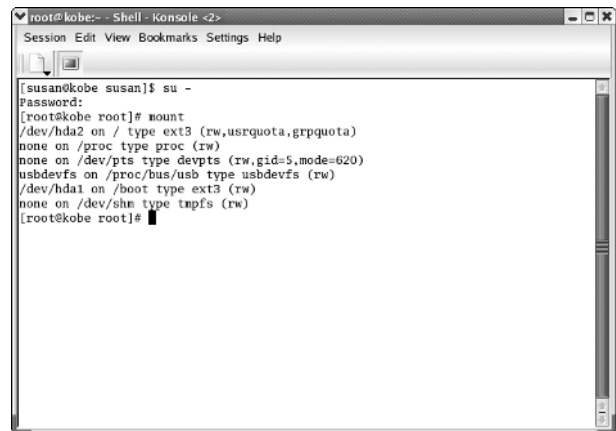 root@kobe:~ - Shell - Konsole <2>
Session Edit View Bookmarks Settings Help
[susan@kobe susan]$ su -
Password:
[root@kobe root]# mount
/dev/hda2 on / type ext3 (rw,usrquota,grpquota)
none on /proc type proc (rw)
none on /dev/pts type devpts (rw,gid=5,mode=620)
usbdevfs on /proc/bus/usb type usbdevfs (rw)
/dev/hda1 on /boot type ext3 (rw)
none on /dev/shm type tmpfs (rw)
[root@kobe root]#